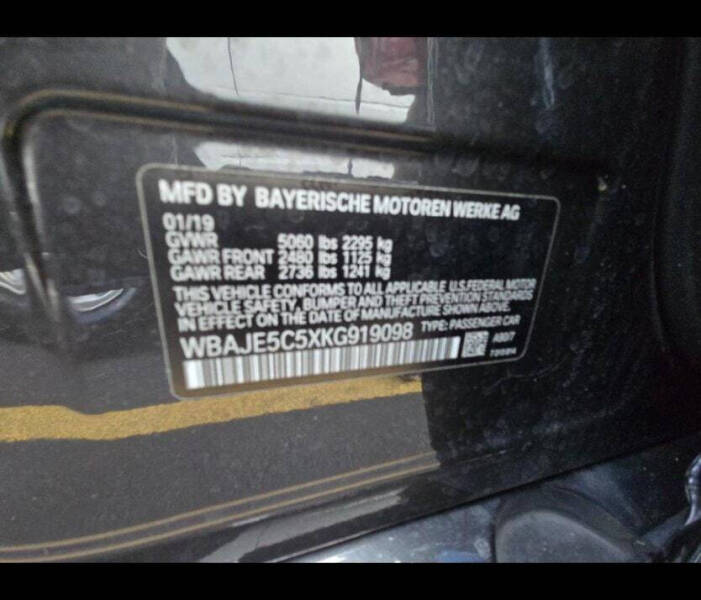 MFD BY BAYERISCHE MOTOREN WERKE AG
01/19
GVWR 5060 lbs 2295 kg
GAWR FRONT 2480 lbs 1125 kg
GAWR REAR 2736 lbs 1241 kg
THIS VEHICLE CONFORMS TO ALL APPLICABLE U.S.FEDERAL MOTOR
VEHICLE SAFETY, BUMPER AND THEFT PREVENTION STANDARDS
IN EFFECT ON THE DATE OF MANUFACTURE SHOWN ABOVE.
WBAJE5C5XKG919098 TYPE: PASSENGER CAR